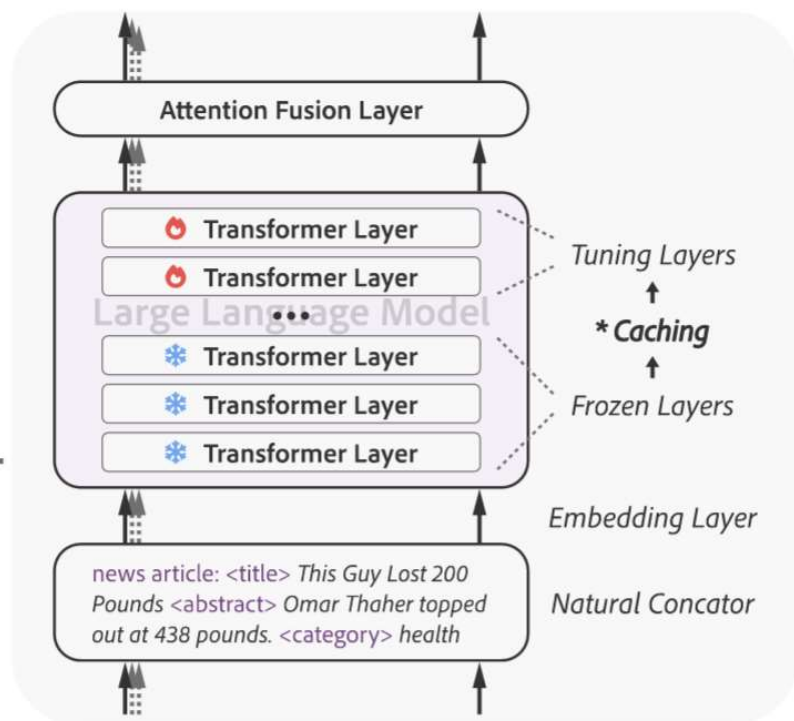 Attention Fusion Layer
Transformer Layer
Transformer Layer
Large Language Model
•••
Transformer Layer
Transformer Layer
Transformer Layer
Tuning Layers
* Caching
Frozen Layers
Embedding Layer
news article: <title> This Guy Lost 200
Pounds <abstract> Omar Thaher topped
out at 438 pounds. <category> health
Natural Concator